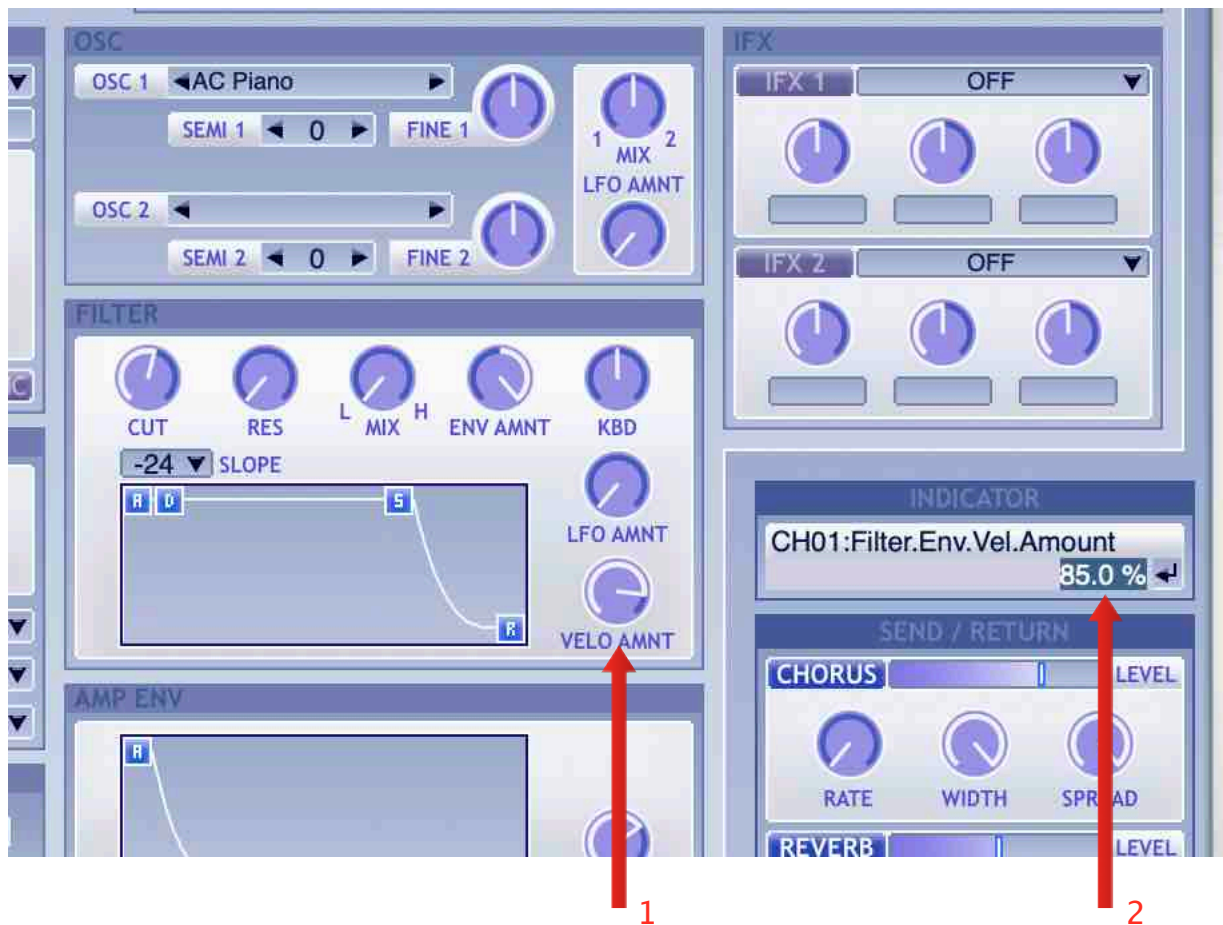 OSC
OSC 1 AC Piano
SEMI 1 0 FINE 1
1 MIX 2
LFO AMNT
OSC 2
SEMI 2 0 FINE 2
IFX
IFX 1 OFF
IFX 2 OFF
FILTER
CUT RES L MIX H ENV AMNT KBD
-24 SLOPE
A D S R
LFO AMNT
VELO AMNT
AMP ENV
A
C
INDICATOR
CH01:Filter.Env.Vel.Amount
85.0 %
SEND / RETURN
CHORUS LEVEL
RATE WIDTH SPREAD
REVERB LEVEL
1 2